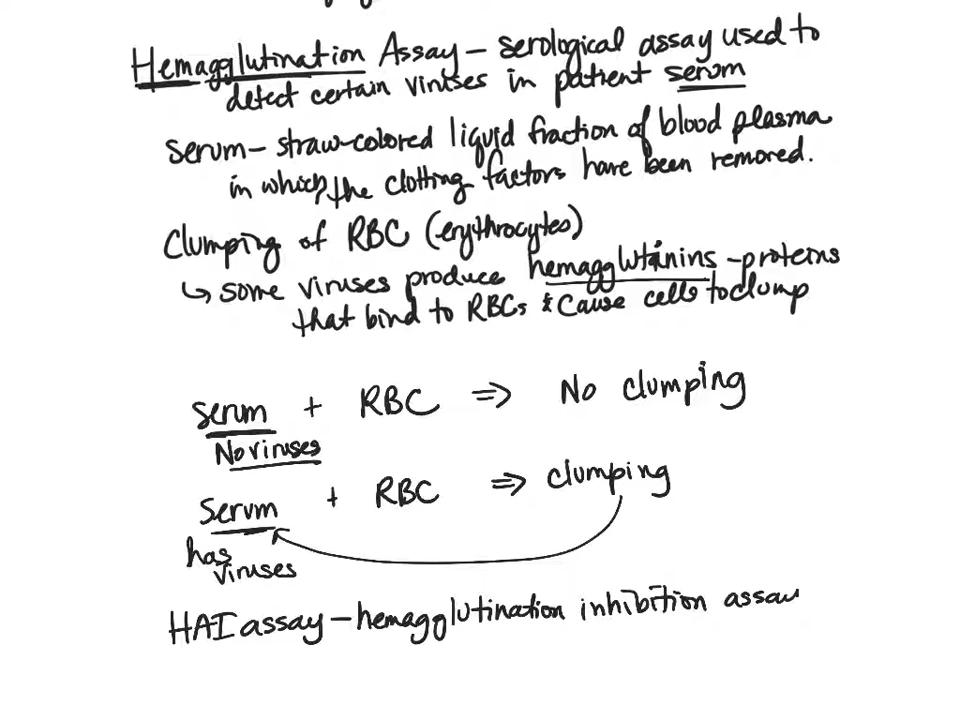 Hemagglutination Assay - serological assay used to
detect certain viruses in patient serum
Serum - straw-colored liquid fraction of blood plasma
in which the clotting factors have been removed.
Clumping of RBC (erythrocytes)
↳ some viruses produce hemagglutinins - proteins
that bind to RBCs & cause cells to clump
serum + RBC ⇒ No clumping
No viruses
Serum + RBC ⇒ clumping
has
viruses
HAI assay - hemagglutination inhibition assay